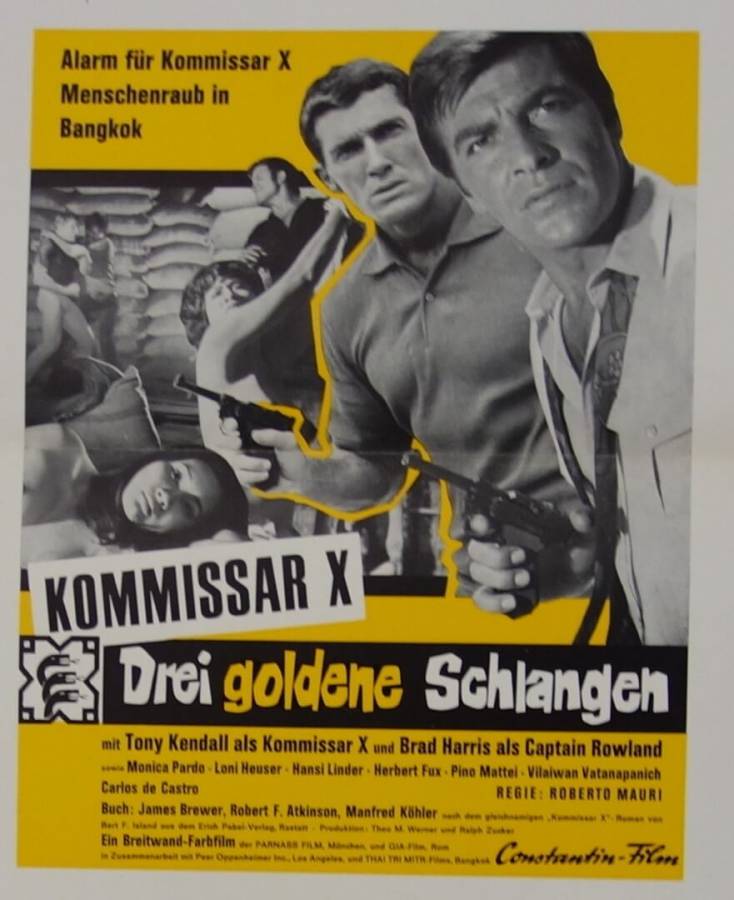 Alarm für Kommissar X
Menschenraub in
Bangkok
KOMMISSAR X
Drei goldene Schlangen
mit Tony Kendall als Kommissar X und Brad Harris als Captain Rowland
sowie Monica Pardo · Loni Heuser · Hansi Linder · Herbert Fux · Pino Mattei · Vilaiwan Vatanapanich
Carlos de Castro REGIE: ROBERTO MAURI
Buch: James Brewer, Robert F. Atkinson, Manfred Köhler nach dem gleichnamigen „Kommissar X"-Roman von
Bert F. Island aus dem Erich Pabel-Verlag, Rastatt · Produktion: Theo M. Werner und Ralph Zucker
Ein Breitwand-Farbfilm der PARNASS FILM, München, und GIA-Film, Rom
In Zusammenarbeit mit Peer Oppenheimer Inc., Los Angeles, und THAI TRI MITR-Films, Bangkok Constantin-Film